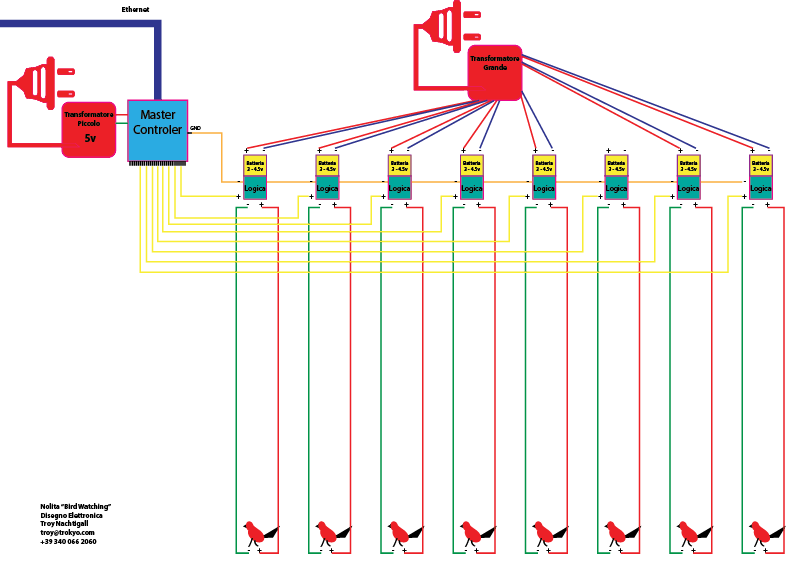 Ethernet
Transformatore
Grande
Transformatore
Piccolo
5v
Master
Controler
GND
Batteria
3 - 4.5v
Logica
Batteria
3 - 4.5v
Logica
Batteria
3 - 4.5v
Logica
Batteria
3 - 4.5v
Logica
Batteria
3 - 4.5v
Logica
Batteria
3 - 4.5v
Logica
Batteria
3 - 4.5v
Logica
Batteria
3 - 4.5v
Logica
Nolita "Bird Watching"
Disegno Elettronica
Troy Nachtigall
troy@trokyo.com
+39 340 066 2060